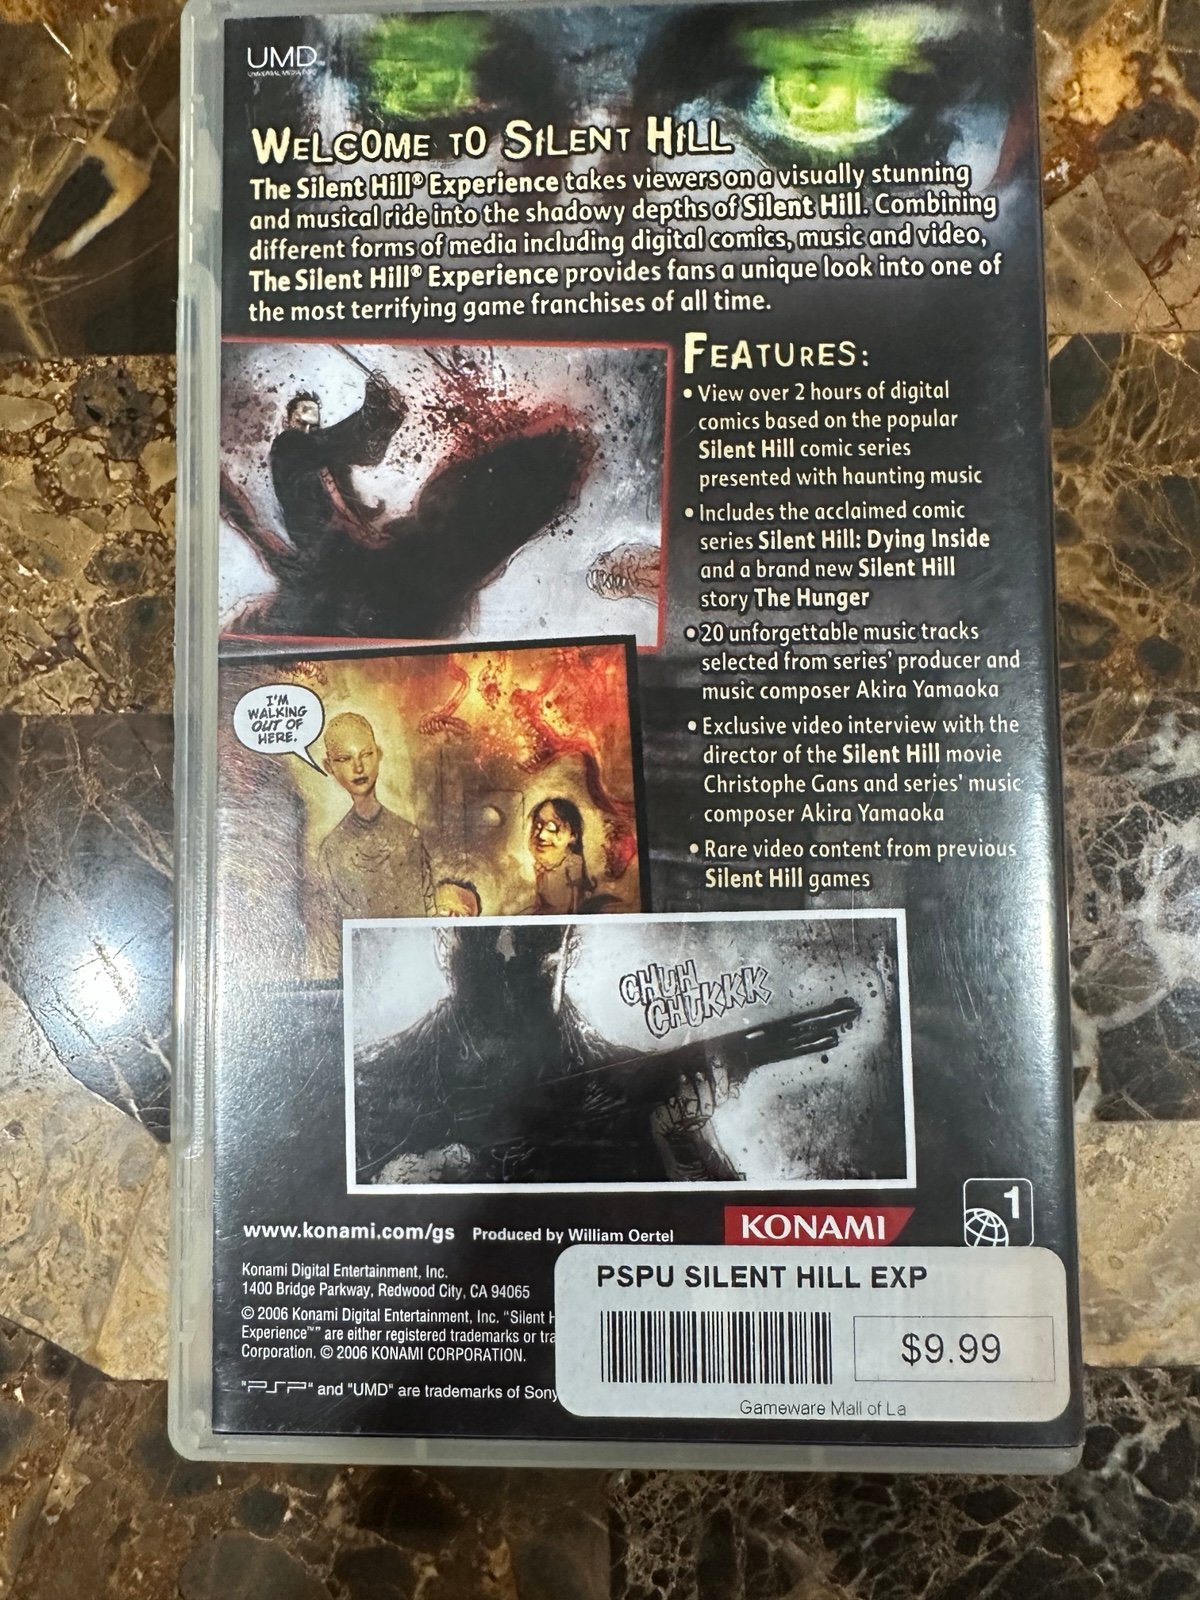 UMD
UNIVERSAL MEDIA DISC
WELCOME TO SILENT HILL
The Silent Hill® Experience takes viewers on a visually stunning
and musical ride into the shadowy depths of Silent Hill. Combining
different forms of media including digital comics, music and video,
The Silent Hill® Experience provides fans a unique look into one of
the most terrifying game franchises of all time.
FEATURES:
• View over 2 hours of digital
comics based on the popular
Silent Hill comic series
presented with haunting music
• Includes the acclaimed comic
series Silent Hill: Dying Inside
and a brand new Silent Hill
story The Hunger
• 20 unforgettable music tracks
selected from series' producer and
music composer Akira Yamaoka
• Exclusive video interview with the
director of the Silent Hill movie
Christophe Gans and series' music
composer Akira Yamaoka
• Rare video content from previous
Silent Hill games
I'M
WALKING
OUT OF
HERE.
CHUH
CHUKKK
www.konami.com/gs Produced by William Oertel
KONAMI
1
Konami Digital Entertainment, Inc.
1400 Bridge Parkway, Redwood City, CA 94065
© 2006 Konami Digital Entertainment, Inc. "Silent H
Experience™" are either registered trademarks or tra
Corporation. © 2006 KONAMI CORPORATION.
"PSP" and "UMD" are trademarks of Sony
PSPU SILENT HILL EXP
$9.99
Gameware Mall of La